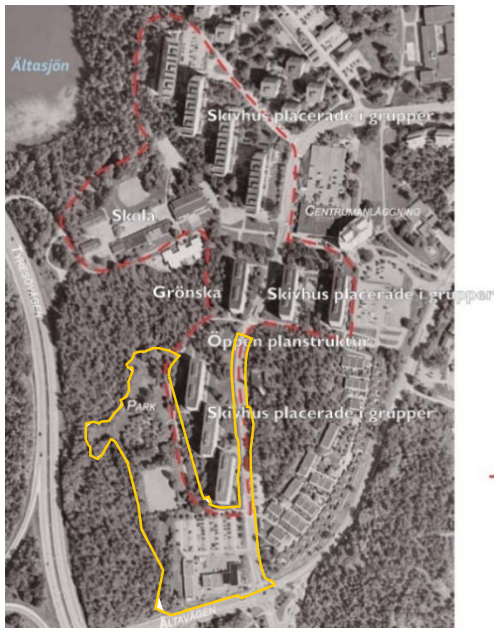 Ältasjön
Skivhus placerade i grupper
Skola
CENTRUMANLÄGGNING
TYRESÖVÄGEN
Grönska
Skivhus placerade i grupper
Öppen planstruktur
PARK
Skivhus placerade i grupper
ÄLTAVÄGEN